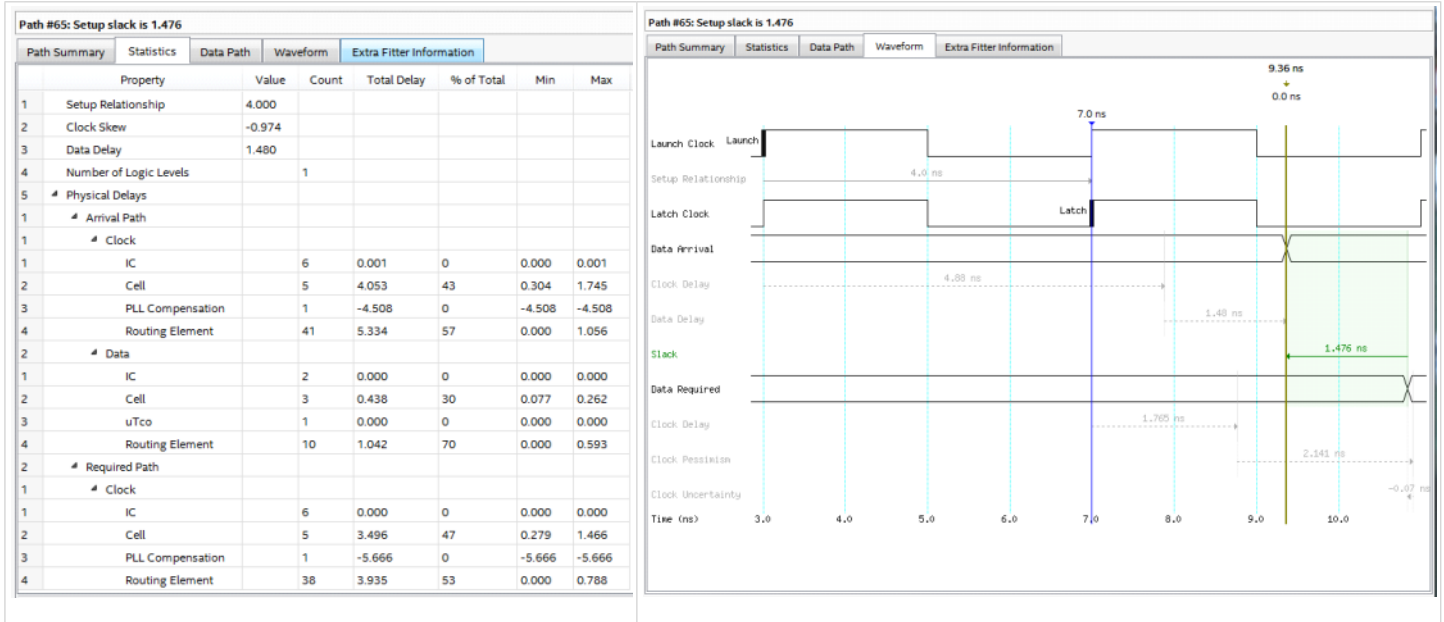 Path #65: Setup slack is 1.476
Path Summary Statistics Data Path Waveform Extra Fitter Information
Property Value Count Total Delay % of Total Min Max
1 Setup Relationship 4.000
2 Clock Skew -0.974
3 Data Delay 1.480
4 Number of Logic Levels 1
5 Physical Delays
1 Arrival Path
1 Clock
1 IC 6 0.001 0 0.000 0.001
2 Cell 5 4.053 43 0.304 1.745
3 PLL Compensation 1 -4.508 0 -4.508 -4.508
4 Routing Element 41 5.334 57 0.000 1.056
2 Data
1 IC 2 0.000 0 0.000 0.000
2 Cell 3 0.438 30 0.077 0.262
3 uTco 1 0.000 0 0.000 0.000
4 Routing Element 10 1.042 70 0.000 0.593
2 Required Path
1 Clock
1 IC 6 0.000 0 0.000 0.000
2 Cell 5 3.496 47 0.279 1.466
3 PLL Compensation 1 -5.666 0 -5.666 -5.666
4 Routing Element 38 3.935 53 0.000 0.788
Path #65: Setup slack is 1.476
Path Summary Statistics Data Path Waveform Extra Fitter Information
9.36 ns
0.0 ns
7.0 ns
Launch Clock Launch
Setup Relationship 4.0 ns
Latch Clock Latch
Data Arrival
Clock Delay 4.88 ns
Data Delay 1.48 ns
Slack 1.476 ns
Data Required
Clock Delay 1.765 ns
Clock Pessimism 2.141 ns
Clock Uncertainty -0.07 ns
Time (ns) 3.0 4.0 5.0 6.0 7.0 8.0 9.0 10.0